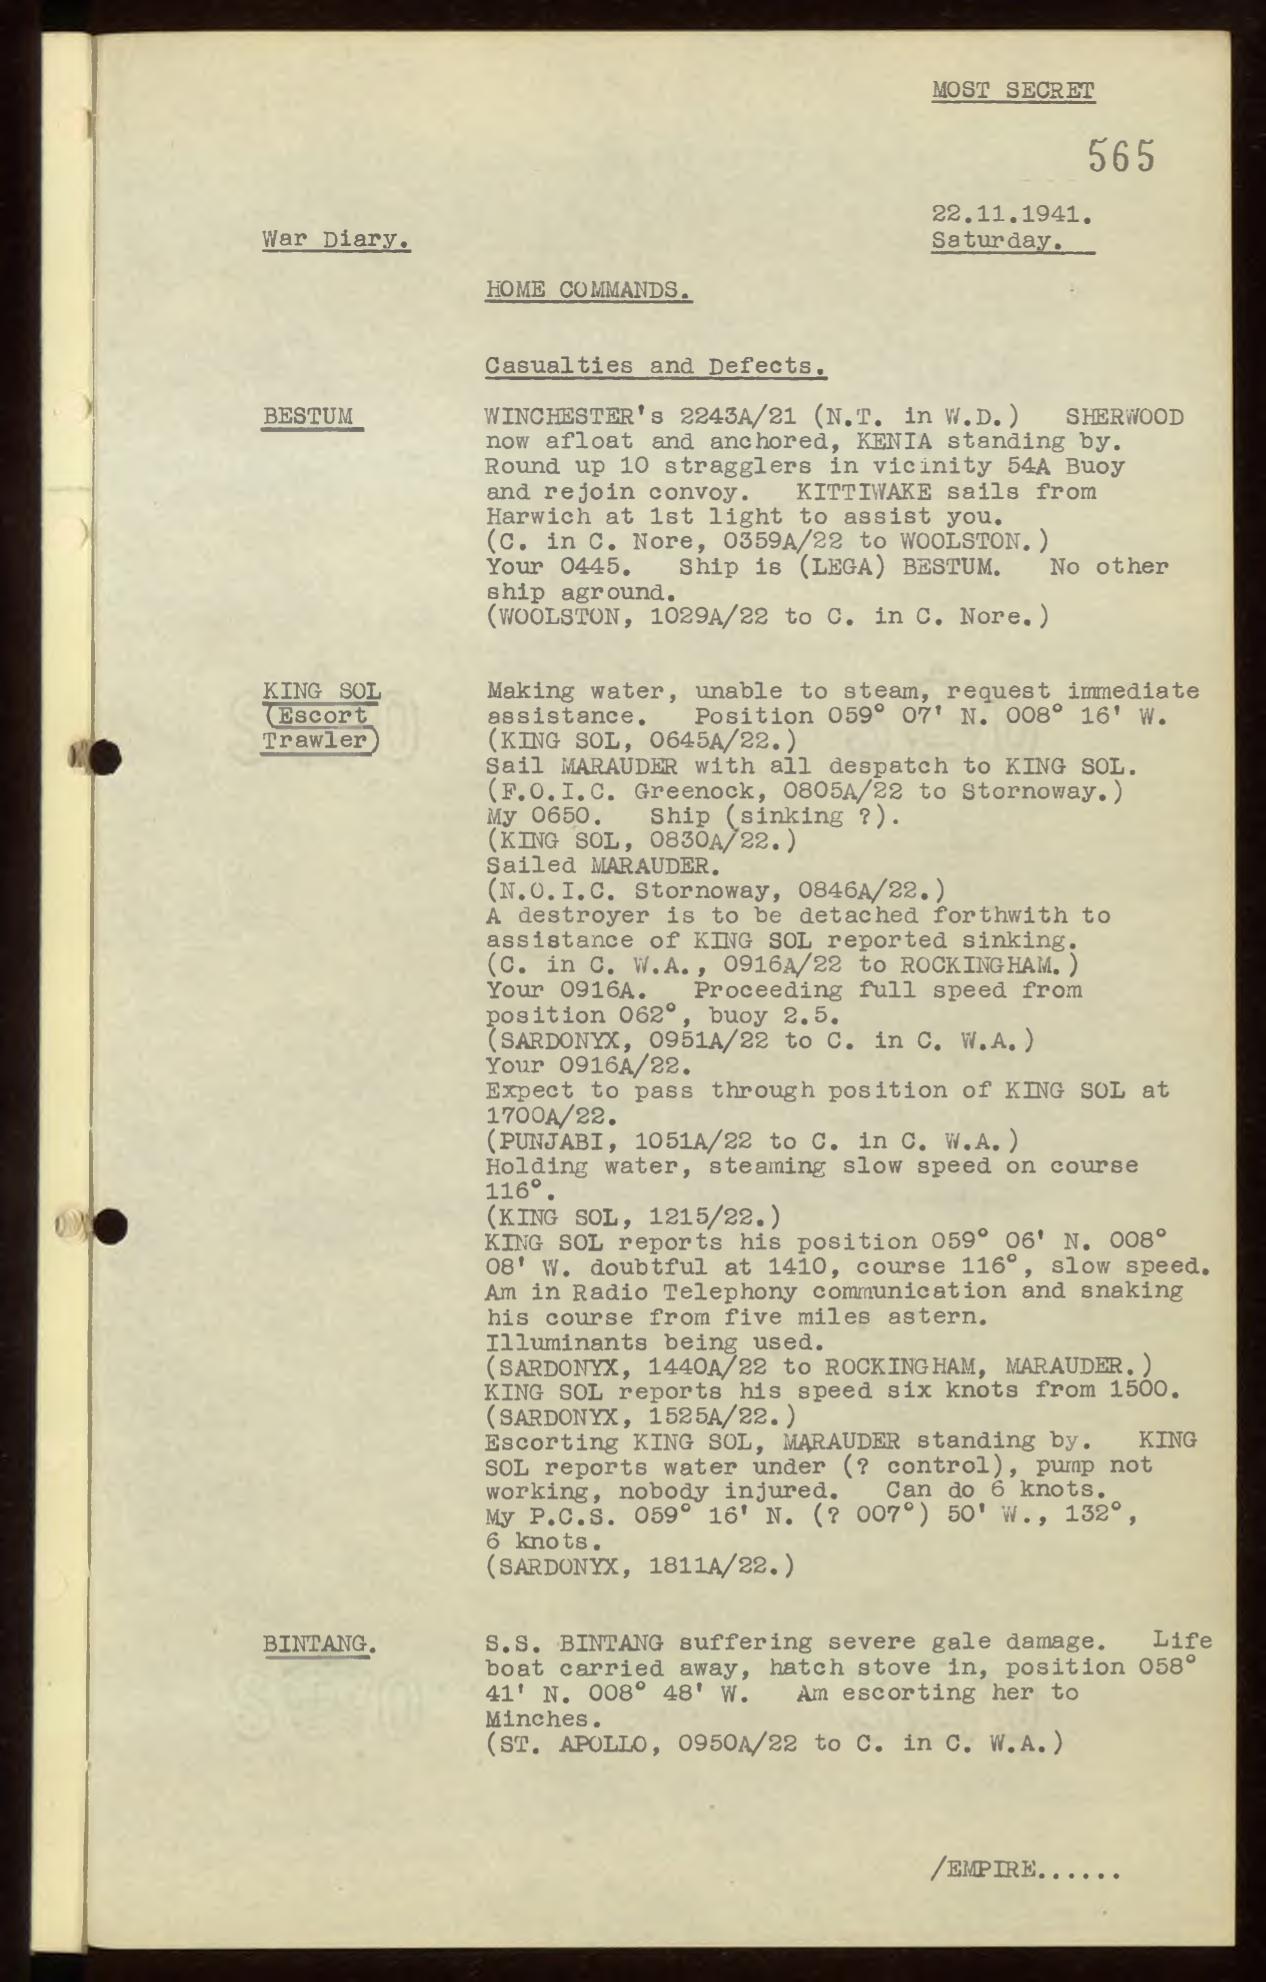 MOST SECRET
565
22.11.1941.
War Diary.
Saturday.
HOME COMMANDS.
Casualties and Defects.
BESTUM
WINCHESTER's 2243A/21 (N.T. in W.D.) SHERWOOD
now afloat and anchored, KENIA standing by.
Round up 10 stragglers in vicinity 54A Buoy
and rejoin convoy. KITTIWAKE sails from
Harwich at 1st light to assist you.
(C. in C. Nore, 0359A/22 to WOOLSTON.)
Your 0445. Ship is (LEGA) BESTUM. No other
ship aground.
(WOOLSTON, 1029A/22 to C. in C. Nore.)
KING SOL
(Escort
Trawler)
Making water, unable to steam, request immediate
assistance. Position 059° 07' N. 008° 16' W.
(KING SOL, 0645A/22.)
Sail MARAUDER with all despatch to KING SOL.
(F.O.I.C. Greenock, 0805A/22 to Stornoway.)
My 0650. Ship (sinking ?).
(KING SOL, 0830A/22.)
Sailed MARAUDER.
(N.O.I.C. Stornoway, 0846A/22.)
A destroyer is to be detached forthwith to
assistance of KING SOL reported sinking.
(C. in C. W.A., 0916A/22 to ROCKINGHAM.)
Your 0916A. Proceeding full speed from
position 062°, buoy 2.5.
(SARDONYX, 0951A/22 to C. in C. W.A.)
Your 0916A/22.
Expect to pass through position of KING SOL at
1700A/22.
(PUNJABI, 1051A/22 to C. in C. W.A.)
Holding water, steaming slow speed on course
116°.
(KING SOL, 1215/22.)
KING SOL reports his position 059° 06' N. 008°
08' W. doubtful at 1410, course 116°, slow speed.
Am in Radio Telephony communication and snaking
his course from five miles astern.
Illuminants being used.
(SARDONYX, 1440A/22 to ROCKINGHAM, MARAUDER.)
KING SOL reports his speed six knots from 1500.
(SARDONYX, 1525A/22.)
Escorting KING SOL, MARAUDER standing by. KING
SOL reports water under (? control), pump not
working, nobody injured. Can do 6 knots.
My P.C.S. 059° 16' N. (? 007°) 50' W., 132°,
6 knots.
(SARDONYX, 1811A/22.)
BINTANG.
S.S. BINTANG suffering severe gale damage. Life
boat carried away, hatch stove in, position 058°
41' N. 008° 48' W. Am escorting her to
Minches.
(ST. APOLLO, 0950A/22 to C. in C. W.A.)
/EMPIRE......